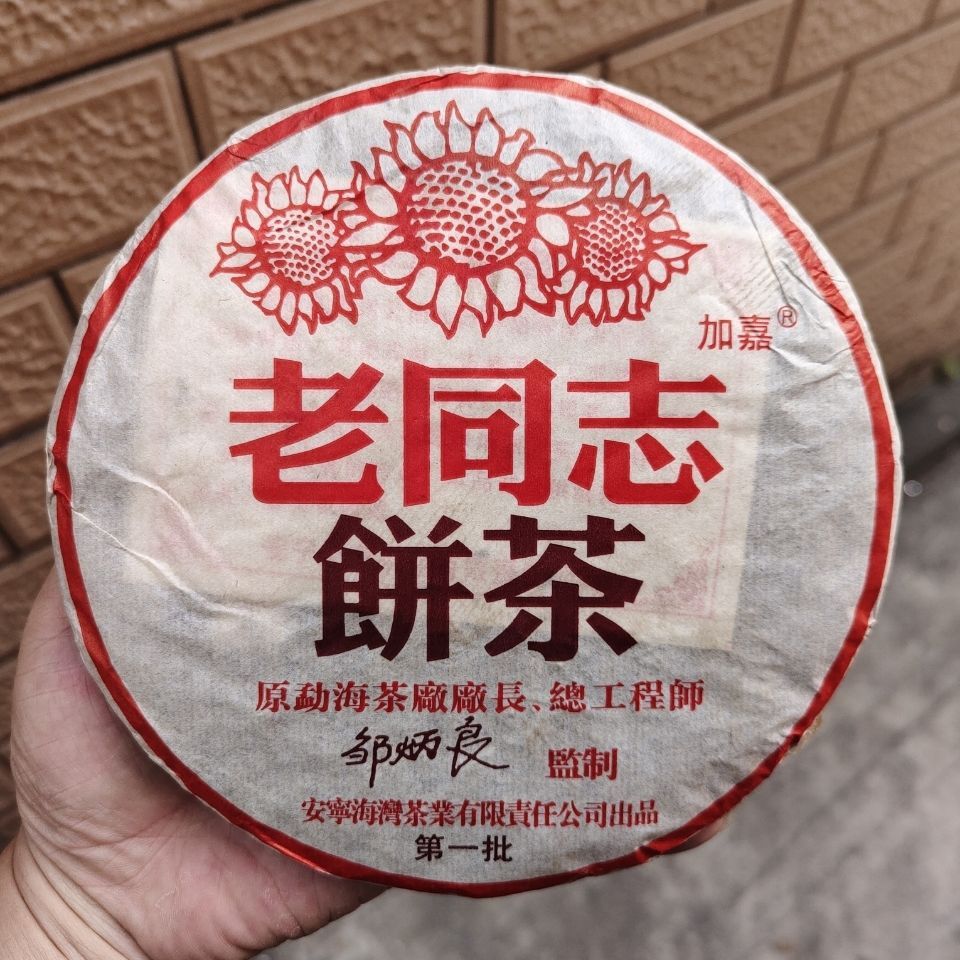 加嘉®
老同志
餅茶
原勐海茶廠廠長、總工程師
邹炳良 監制
安寧海灣茶業有限責任公司出品
第一批